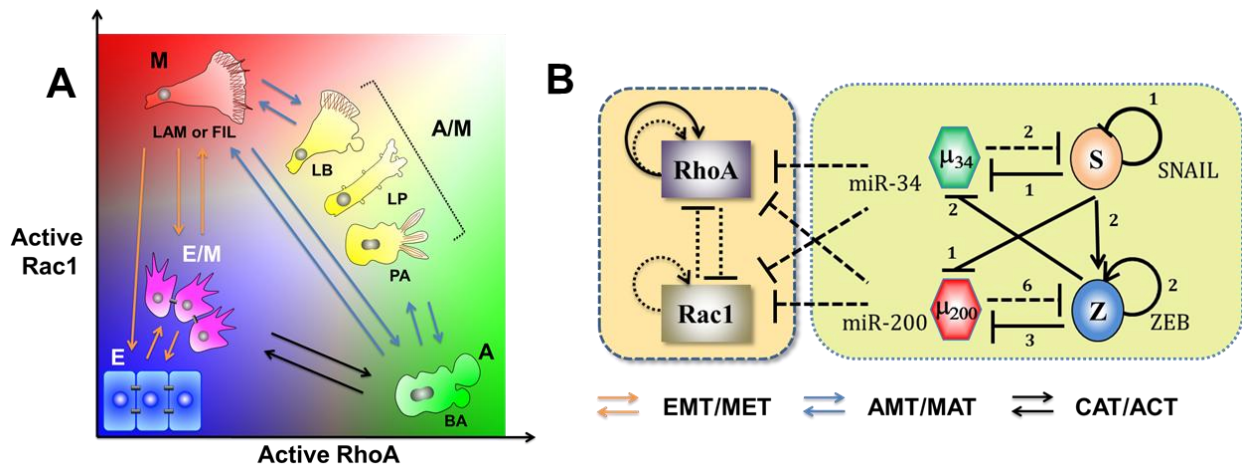 A
M
LAM or FIL
A/M
LB
LP
PA
E/M
E
A
BA
Active
Rac1
Active RhoA
B
RhoA
Rac1
miR-34
miR-200
μ34
μ200
S
SNAIL
Z
ZEB
1
2
1
2
2
1
6
3
2
EMT/MET
AMT/MAT
CAT/ACT